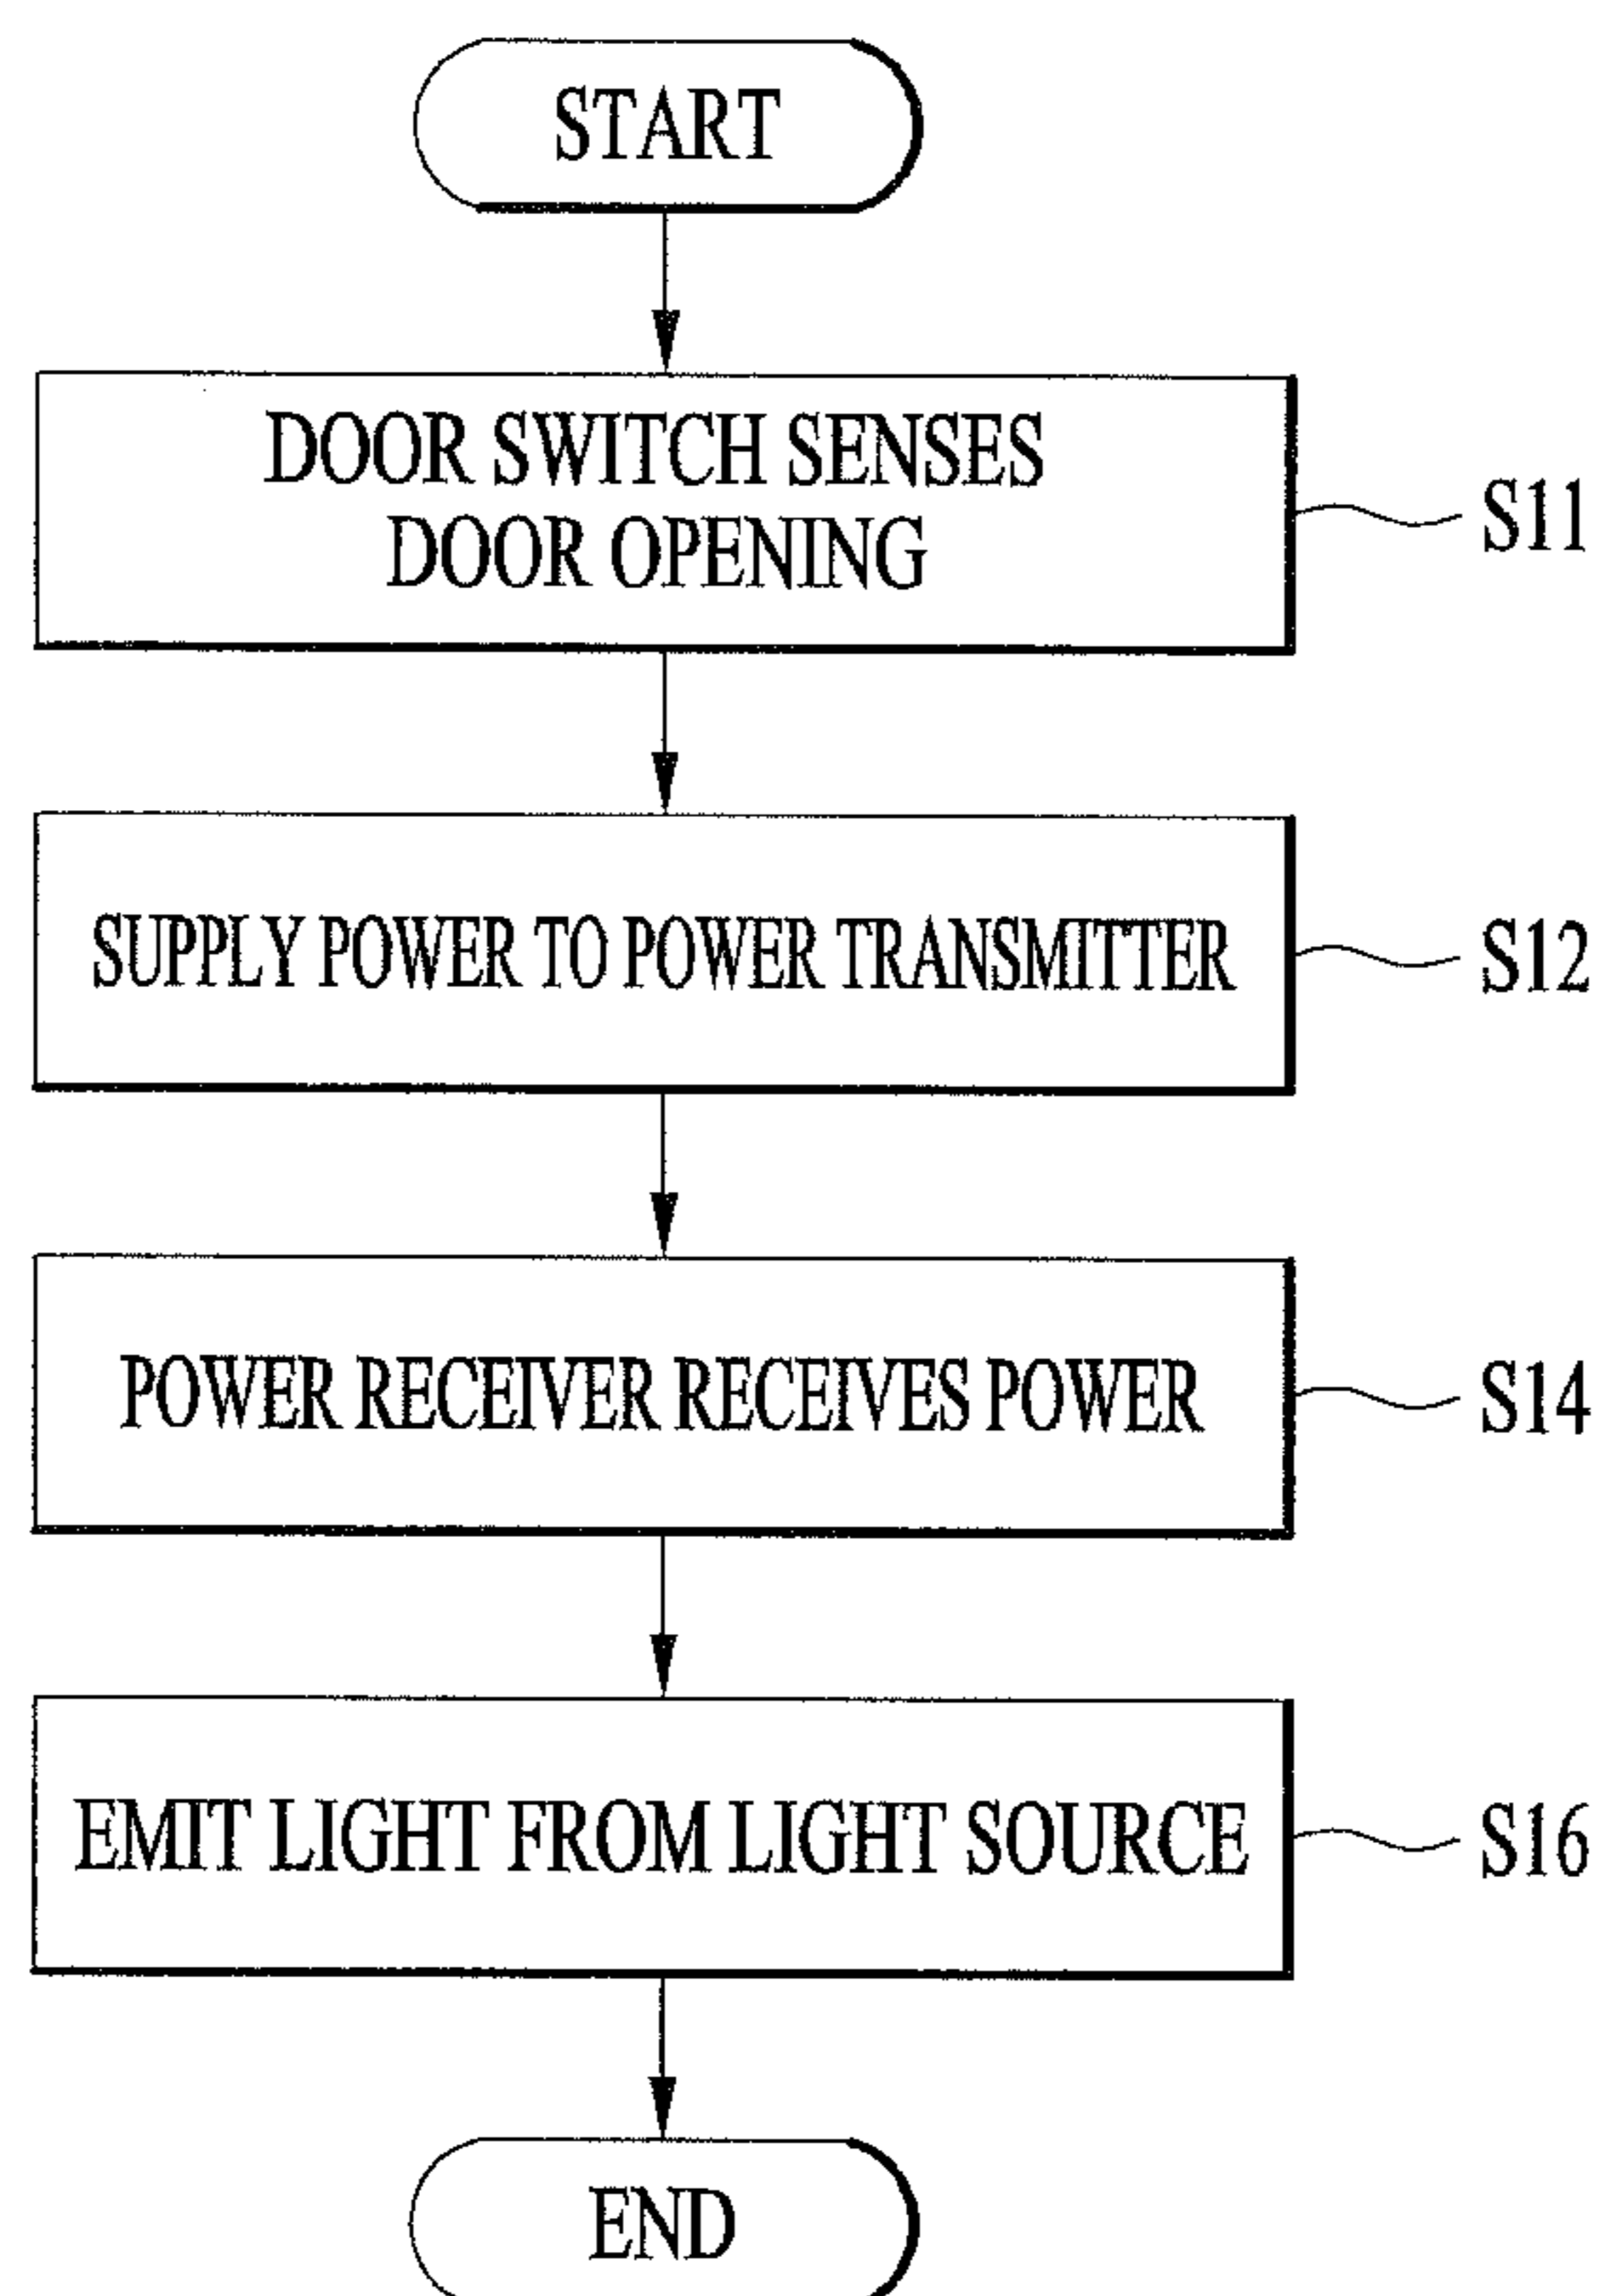 START
DOOR SWITCH SENSES
DOOR OPENING
S11
SUPPLY POWER TO POWER TRANSMITTER
S12
POWER RECEIVER RECEIVES POWER
S14
EMIT LIGHT FROM LIGHT SOURCE
S16
END